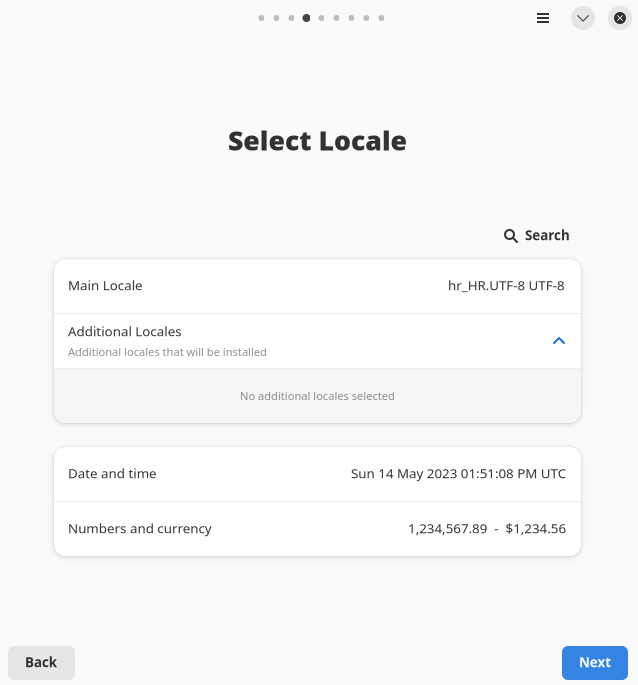 Select Locale
Search
Main Locale hr_HR.UTF-8 UTF-8
Additional Locales
Additional locales that will be installed
No additional locales selected
Date and time Sun 14 May 2023 01:51:08 PM UTC
Numbers and currency 1,234,567.89 - $1,234.56
Back Next